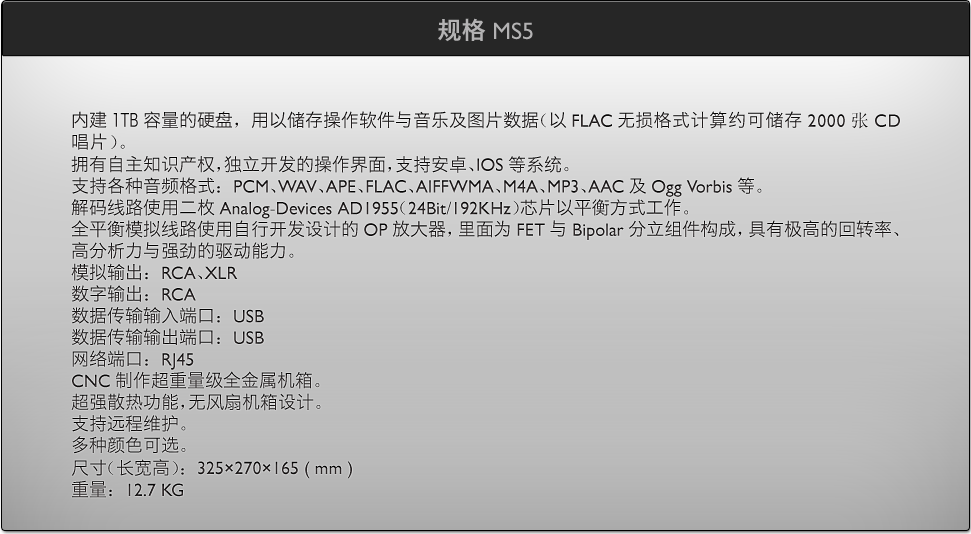 规格 MS5
内建 1TB 容量的硬盘，用以储存操作软件与音乐及图片数据（以 FLAC 无损格式计算约可储存 2000 张 CD
唱片）。
拥有自主知识产权，独立开发的操作界面，支持安卓、IOS 等系统。
支持各种音频格式：PCM、WAV、APE、FLAC、AIFFWMA、M4A、MP3、AAC 及 Ogg Vorbis 等。
解码线路使用二枚 Analog-Devices AD1955（24Bit/192KHz）芯片以平衡方式工作。
全平衡模拟线路使用自行开发设计的 OP 放大器，里面为 FET 与 Bipolar 分立组件构成，具有极高的回转率、
高分析力与强劲的驱动能力。
模拟输出：RCA、XLR
数字输出：RCA
数据传输输入端口：USB
数据传输输出端口：USB
网络端口：RJ45
CNC 制作超重量级全金属机箱。
超强散热功能，无风扇机箱设计。
支持远程维护。
多种颜色可选。
尺寸（长宽高）：325×270×165 ( mm )
重量：12.7 KG